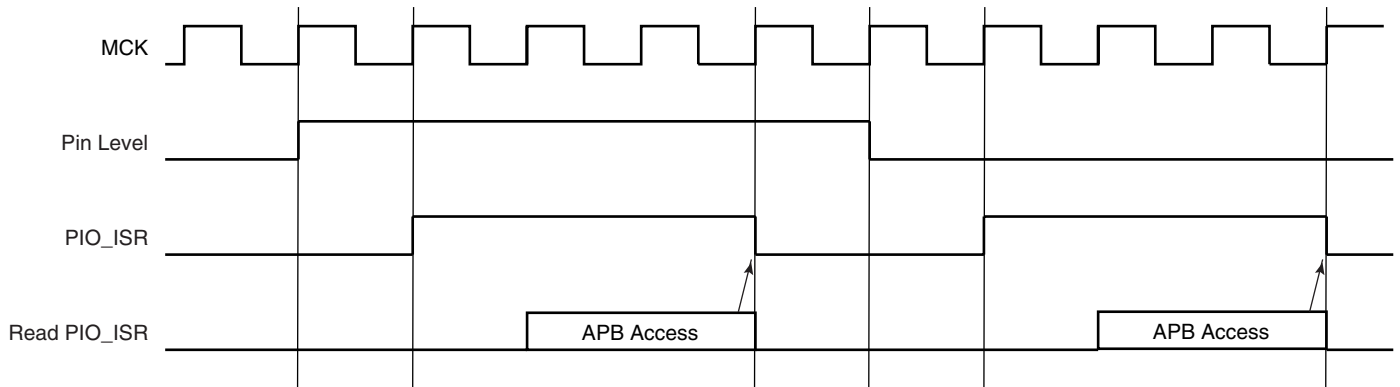 MCK
Pin Level
PIO_ISR
Read PIO_ISR
APB Access
APB Access